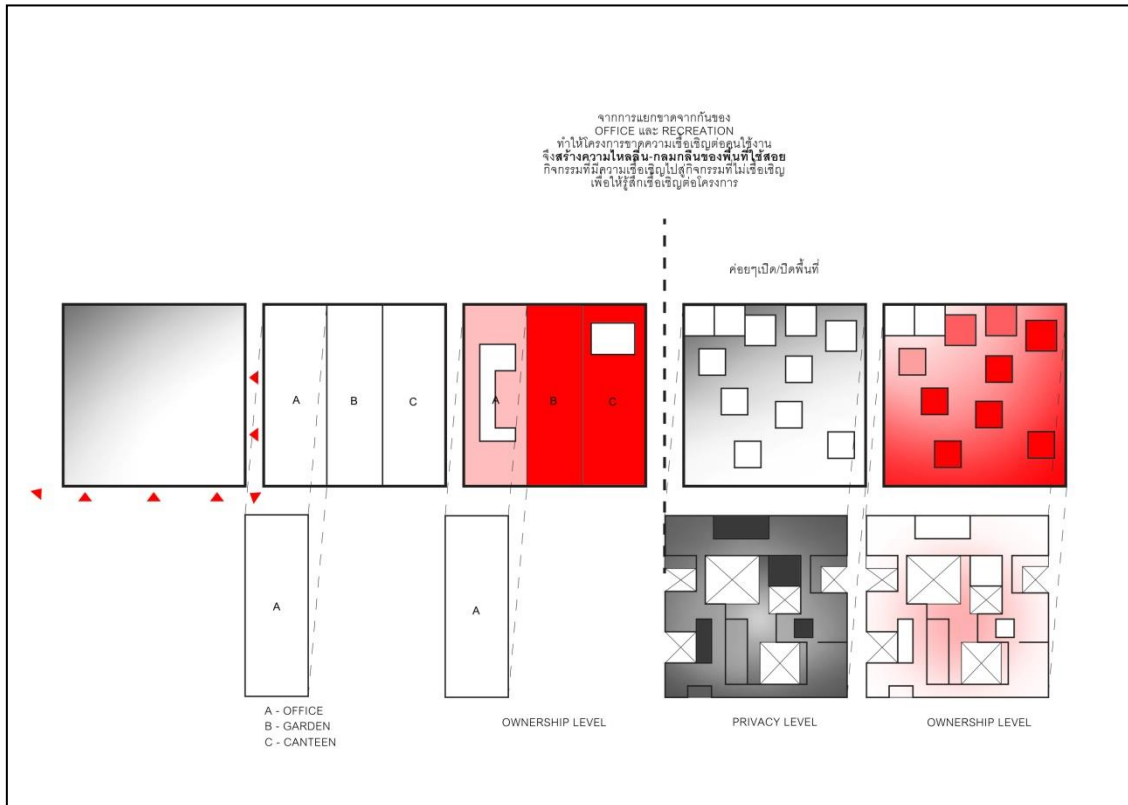 จากการแยกขาดจากกันของ
OFFICE และ RECREATION
ทำให้โครงการขาดความเชื้อเชิญต่อคนใช้งาน
จึงสร้างความไหลลื่น-กลมกลืนของพื้นที่ใช้สอย
กิจกรรมที่มีความเชื้อเชิญไปสู่กิจกรรมที่ไม่เชื้อเชิญ
เพื่อให้รู้สึกเชื้อเชิญต่อโครงการ
ค่อยๆเปิด/ปิดพื้นที่
A B C
A B C
A
A
A - OFFICE
B - GARDEN
C - CANTEEN
OWNERSHIP LEVEL
PRIVACY LEVEL
OWNERSHIP LEVEL